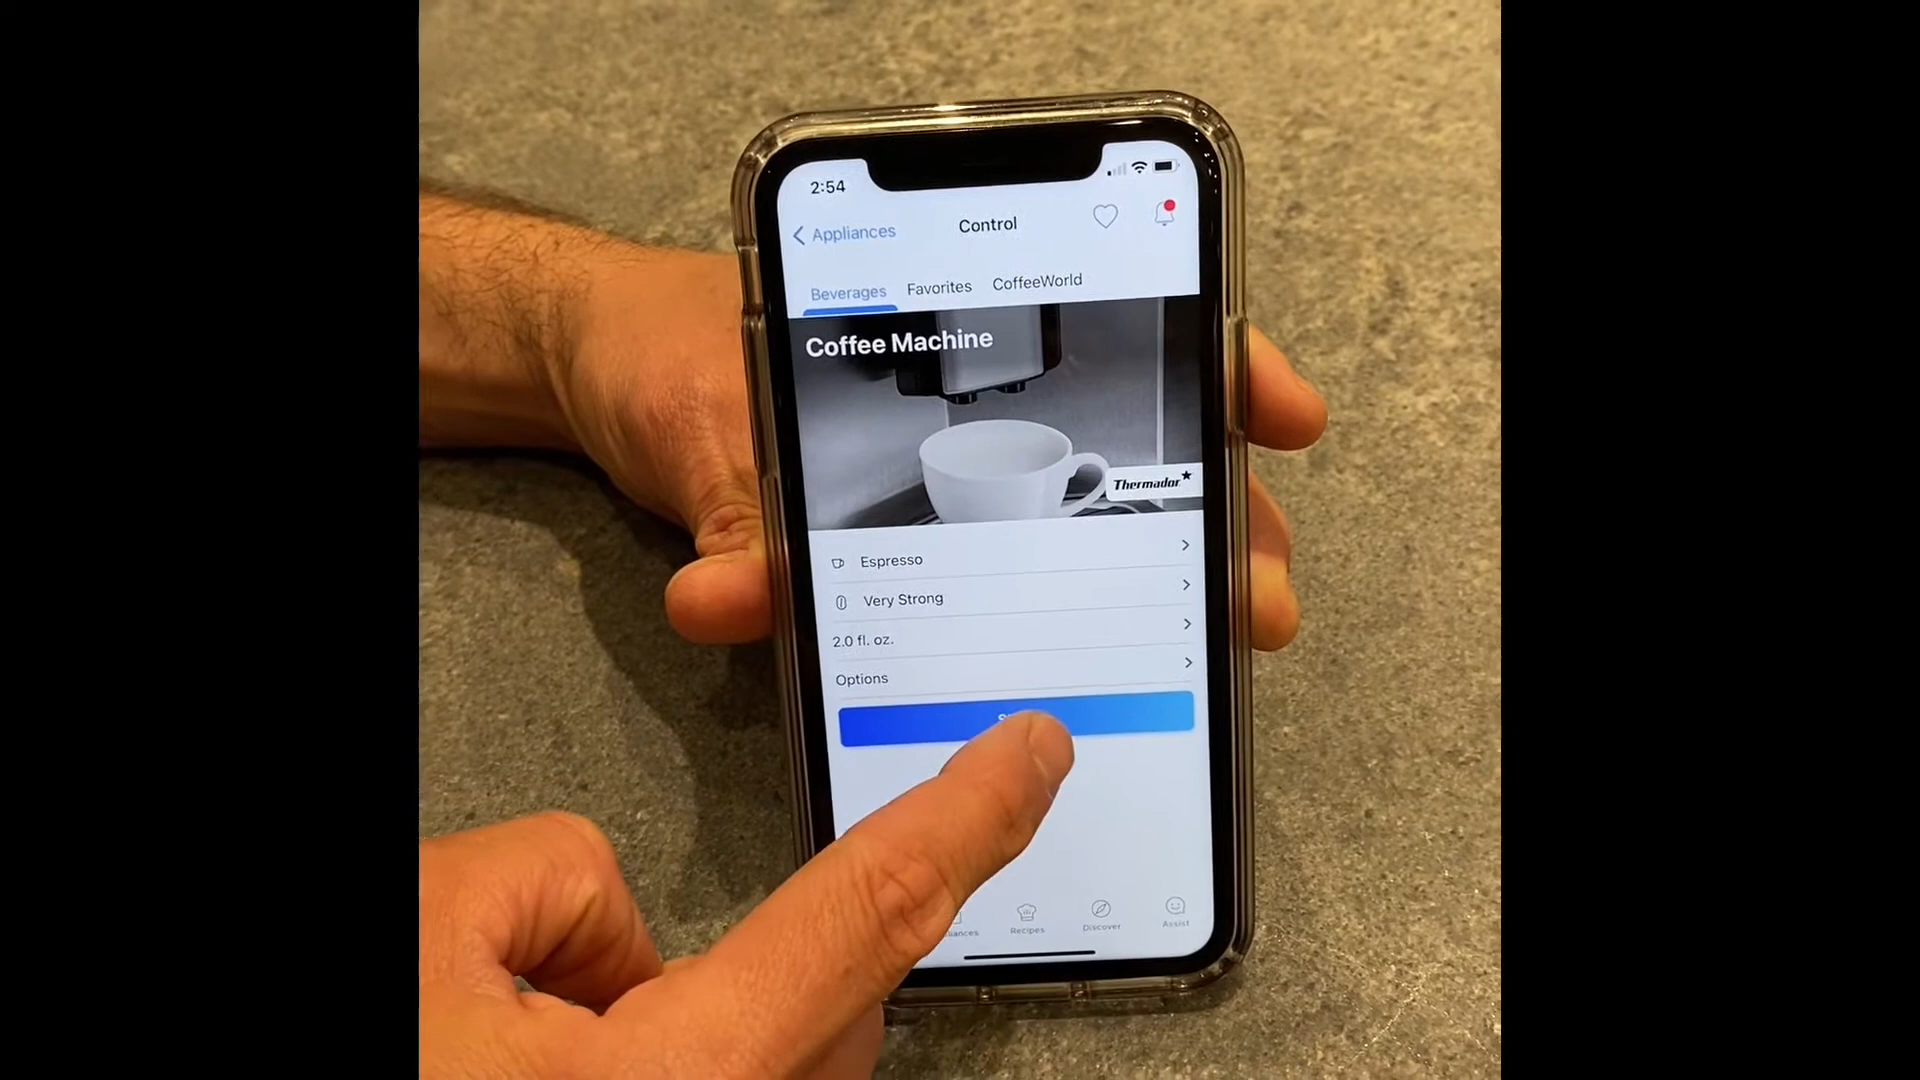 2:54
Appliances
Control
Beverages
Favorites
CoffeeWorld
Coffee Machine
Thermador
Espresso
Very Strong
2.0 fl. oz.
Options
Recipes
Discover
Assist